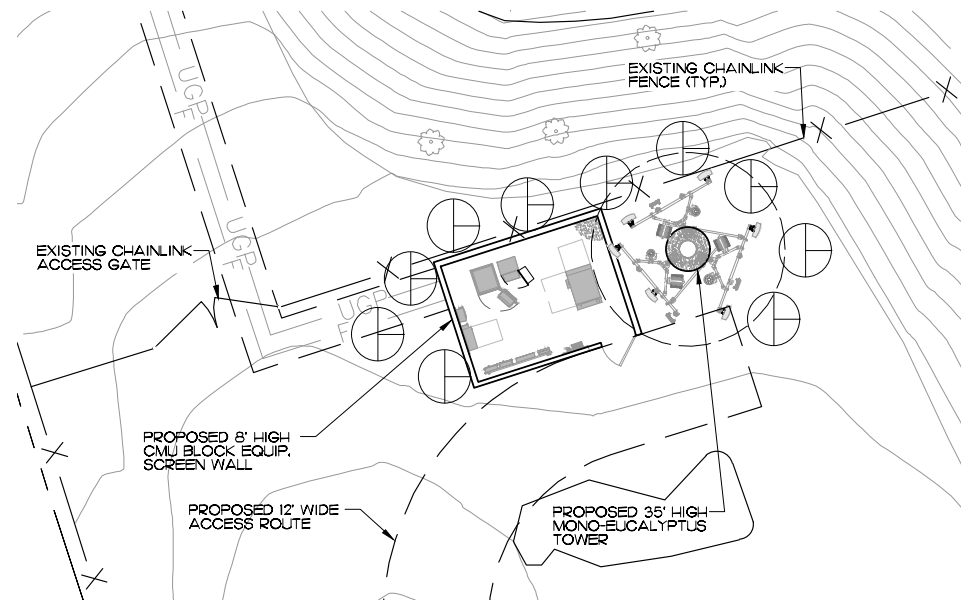 EXISTING CHAINLINK
FENCE (TYP.)
UGP
F
UGP
F
EXISTING CHAINLINK
ACCESS GATE
UGP
F
PROPOSED 8' HIGH
CMU BLOCK EQUIP.
SCREEN WALL
PROPOSED 12' WIDE
ACCESS ROUTE
PROPOSED 35' HIGH
MONO-EUCALYPTUS
TOWER